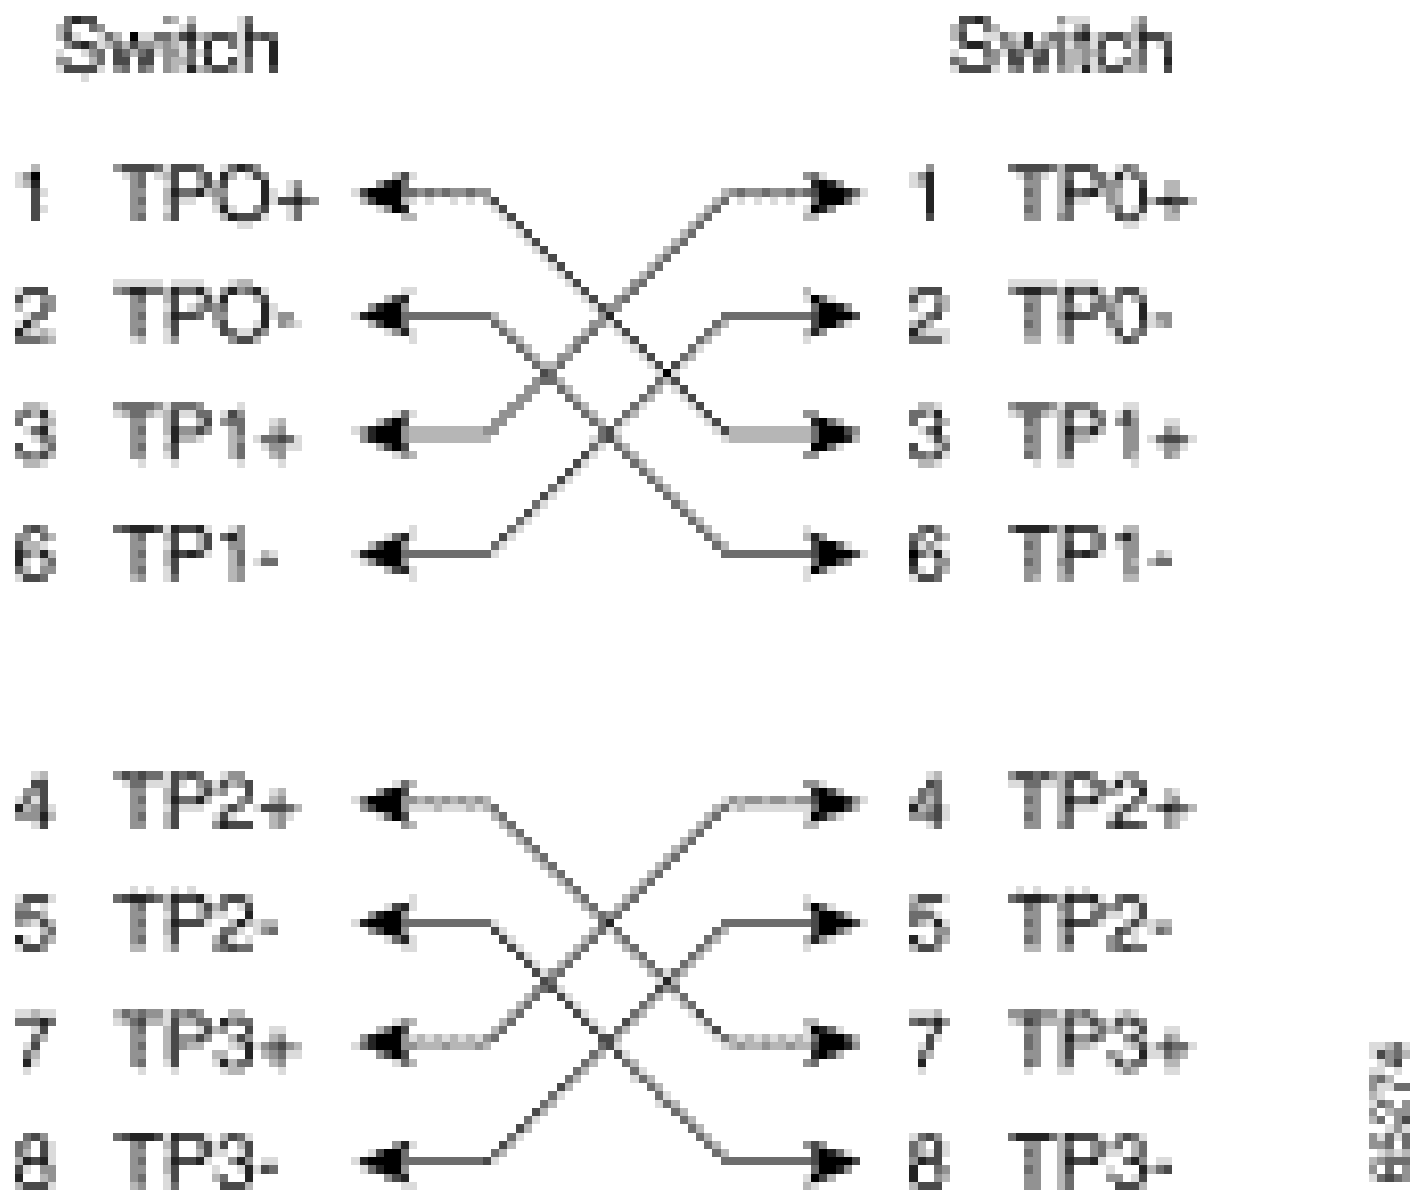 Switch Switch
1 TPO+ 1 TP0+
2 TPO- 2 TP0-
3 TP1+ 3 TP1+
6 TP1- 6 TP1-
4 TP2+ 4 TP2+
5 TP2- 5 TP2-
7 TP3+ 7 TP3+
8 TP3- 8 TP3-
65274